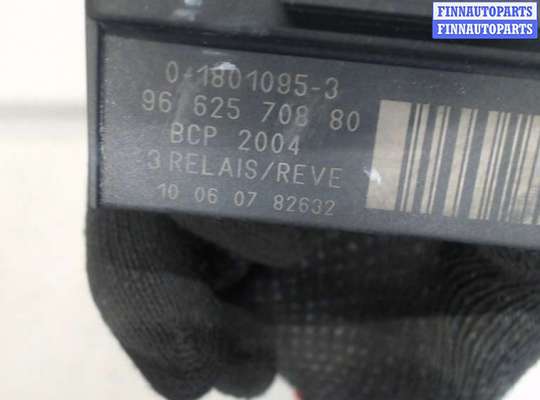 FINNAUTOPARTS
FINNAUTOPARTS
0-1801095-3
96 625 708 80
BCP 2004
3 RELAIS/REVE
10 06 07 82632